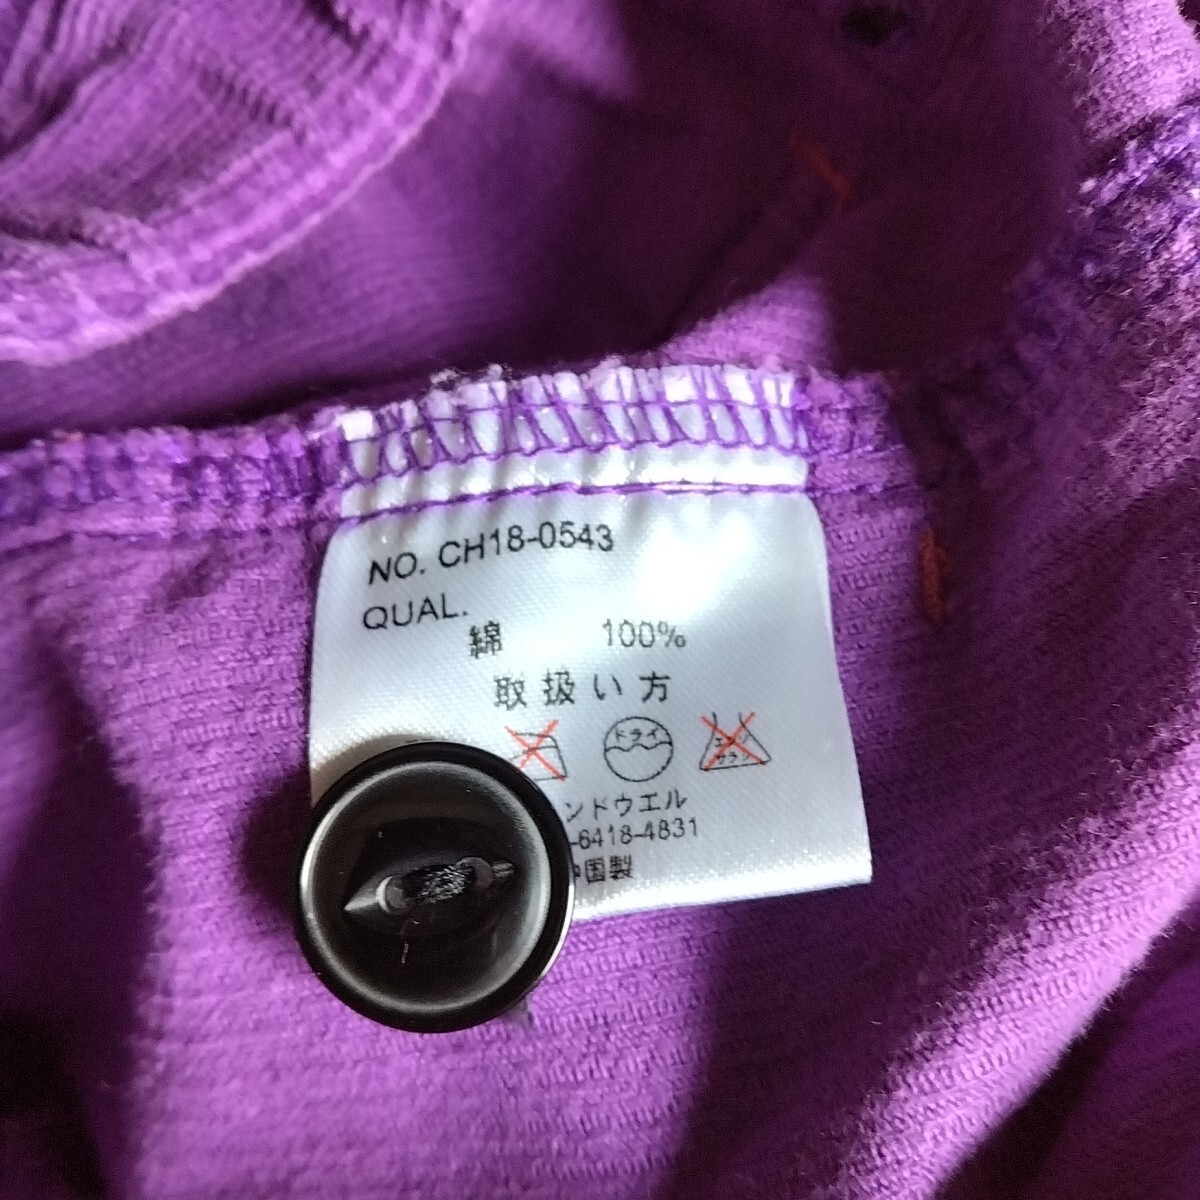 NO. CH18-0543
QUAL.
綿 100%
取扱い方
ドライ
ンドウエル
-6418-4831
国製